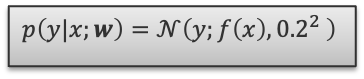 p(y|x; w) = 𝒩(y; f(x), 0.2² )